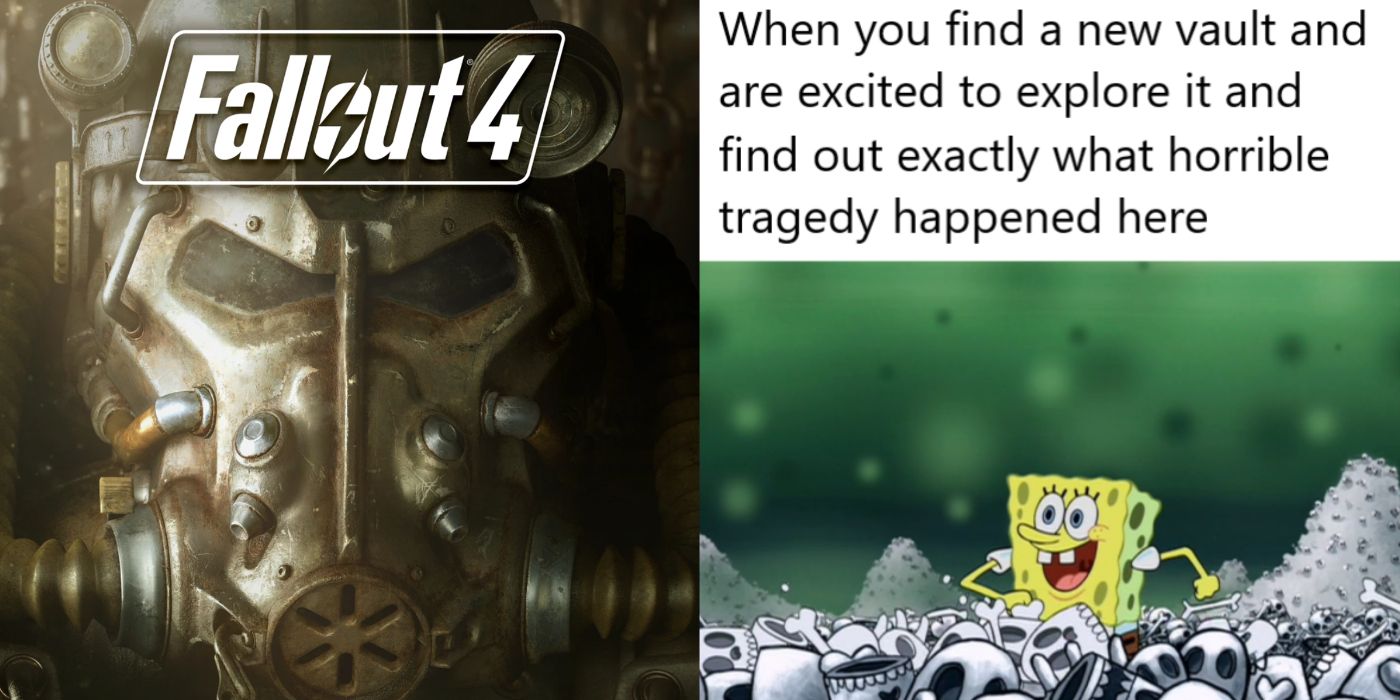 Fallout 4
When you find a new vault and
are excited to explore it and
find out exactly what horrible
tragedy happened here